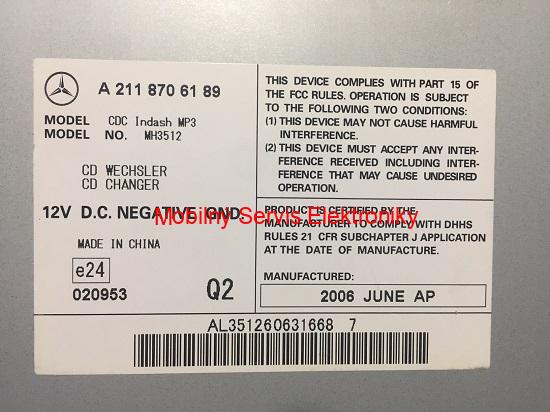 A 211 870 61 89
MODEL CDC Indash MP3
MODEL NO. MH3512
CD WECHSLER
CD CHANGER
12V D.C. NEGATIVE GND
MADE IN CHINA
e24
020953
Q2
THIS DEVICE COMPLIES WITH PART 15 OF
THE FCC RULES. OPERATION IS SUBJECT
TO THE FOLLOWING TWO CONDITIONS:
(1) THIS DEVICE MAY NOT CAUSE HARMFUL
INTERFERENCE.
(2) THIS DEVICE MUST ACCEPT ANY INTER-
FERENCE RECEIVED INCLUDING INTER-
FERENCE THAT MAY CAUSE UNDESIRED
OPERATION.
PRODUCT IS CERTIFIED BY THE
MANUFACTURER TO COMPLY WITH DHHS
RULES 21 CFR SUBCHAPTER J APPLICATION
AT THE DATE OF MANUFACTURE.
MANUFACTURED:
2006 JUNE AP
AL351260631668 7
Mobilny Servis Elektroniky